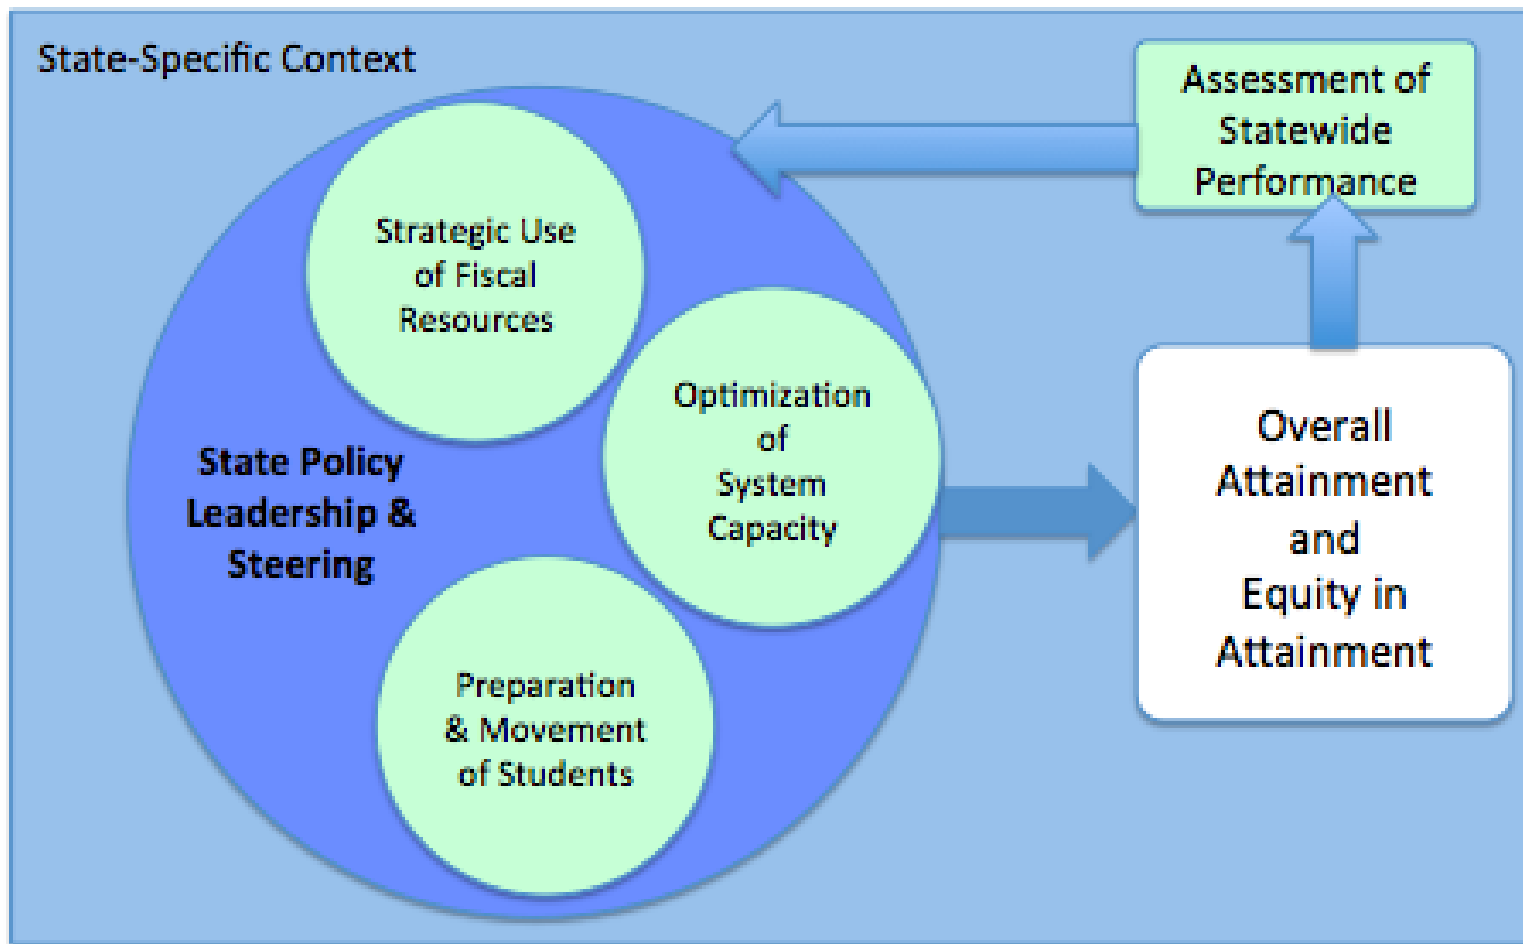 State-Specific Context
Assessment of
Statewide
Performance
Strategic Use
of Fiscal
Resources
Optimization
of
System
Capacity
State Policy
Leadership &
Steering
Overall
Attainment
and
Equity in
Attainment
Preparation
& Movement
of Students